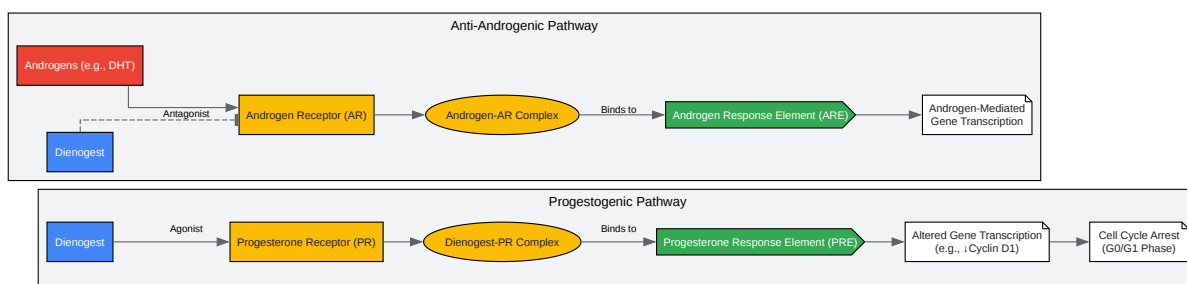 Anti-Androgenic Pathway
Androgens (e.g., DHT)
Antagonist
Dienogest
Androgen Receptor (AR)
Androgen-AR Complex
Binds to
Androgen Response Element (ARE)
Androgen-Mediated
Gene Transcription
Progestogenic Pathway
Dienogest
Agonist
Progesterone Receptor (PR)
Dienogest-PR Complex
Binds to
Progesterone Response Element (PRE)
Altered Gene Transcription
(e.g., ↓Cyclin D1)
Cell Cycle Arrest
(G0/G1 Phase)